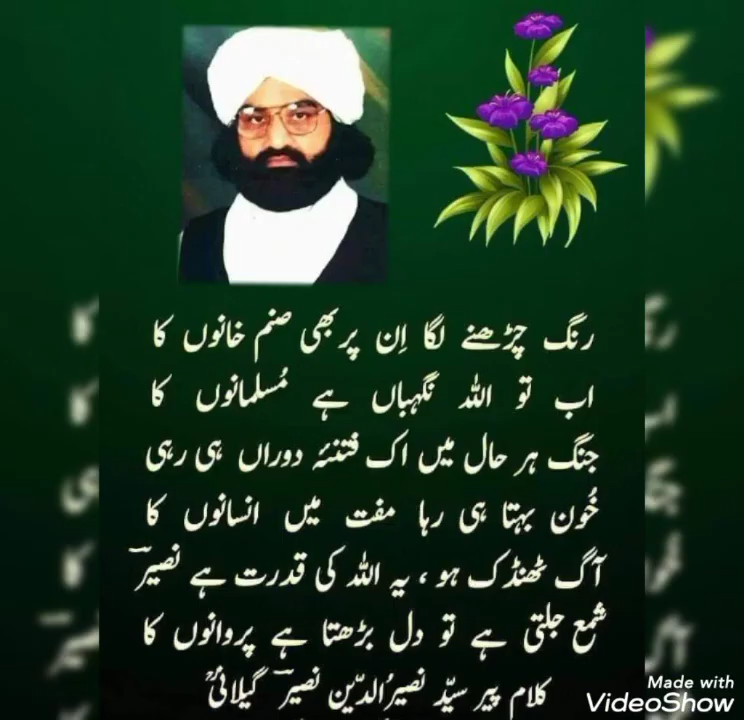 رنگ چڑھنے لگا اِن پر بھی صنم خانوں کا
اب تو اللہ نگہباں ہے مُسلمانوں کا
جنگ ہر حال میں اک فتنئہ دوراں ہی رہی
خُون بہتا ہی رہا مفت میں انسانوں کا
آگ ٹھنڈک ہو ، یہ اللہ کی قدرت ہے نصیرؔ
شمع جلتی ہے تو دل بڑھتا ہے پروانوں کا
کلام پیر سیّد نصیرُالدّین نصیرؔ گیلانیؒ
Made with
VideoShow